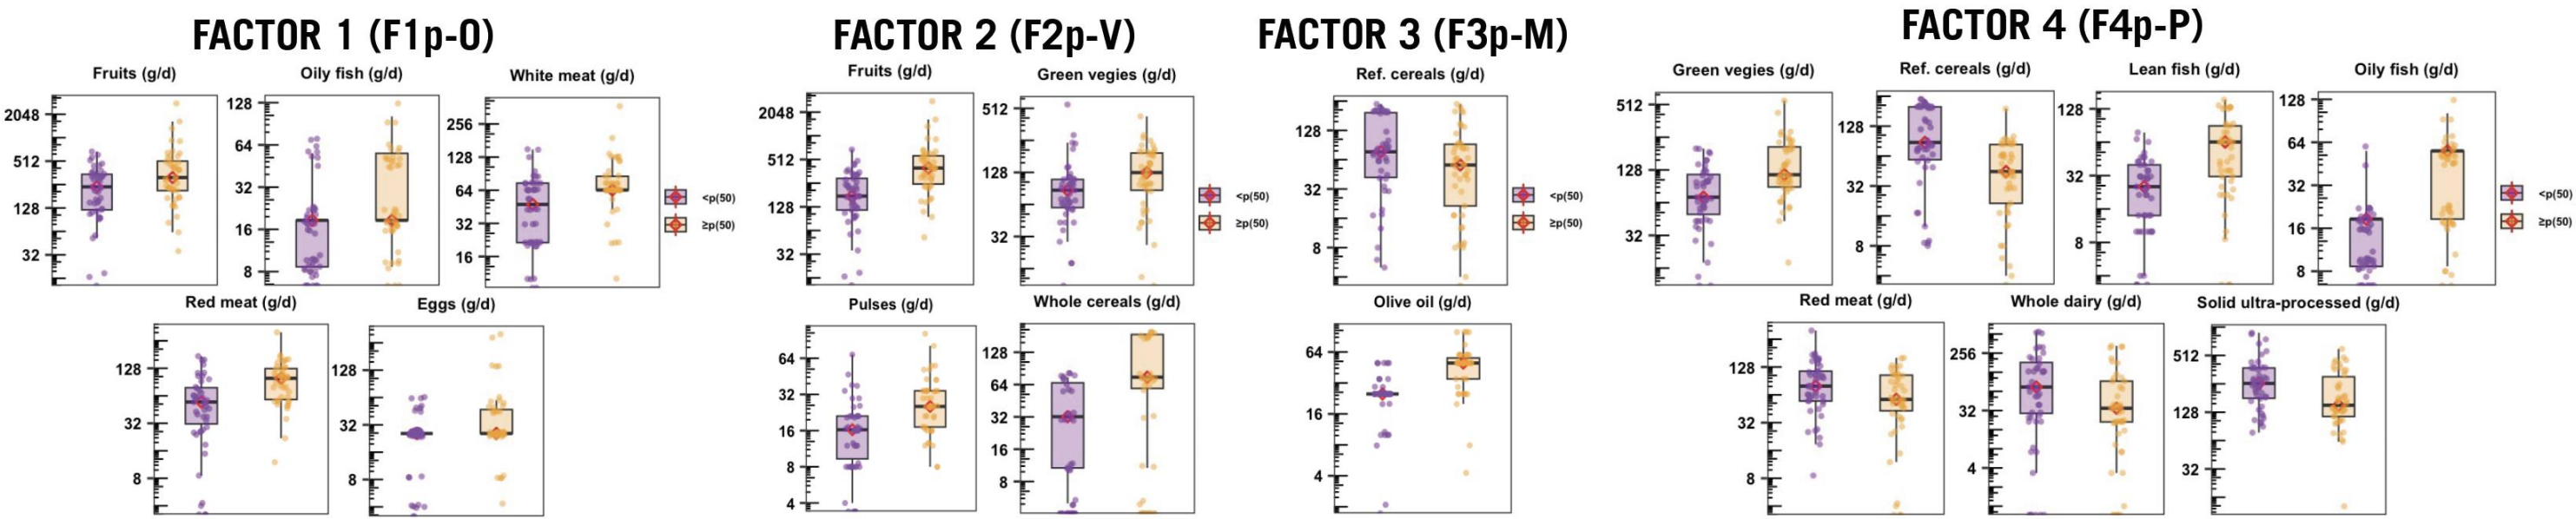 FACTOR 1 (F1p-O)
Fruits (g/d)
2048
512
128
32
Oily fish (g/d)
128
64
32
16
8
White meat (g/d)
256
128
64
32
16
<p(50)
≥p(50)
Red meat (g/d)
128
32
8
Eggs (g/d)
128
32
8
FACTOR 2 (F2p-V)
Fruits (g/d)
2048
512
128
32
Green vegies (g/d)
512
128
32
<p(50)
≥p(50)
Pulses (g/d)
64
32
16
8
4
Whole cereals (g/d)
128
64
32
16
8
FACTOR 3 (F3p-M)
Ref. cereals (g/d)
128
32
8
<p(50)
≥p(50)
Olive oil (g/d)
64
16
4
FACTOR 4 (F4p-P)
Green vegies (g/d)
512
128
32
Ref. cereals (g/d)
128
32
8
Lean fish (g/d)
128
32
8
Oily fish (g/d)
128
64
32
16
8
<p(50)
≥p(50)
Red meat (g/d)
128
32
8
Whole dairy (g/d)
256
32
4
Solid ultra-processed (g/d)
512
128
32